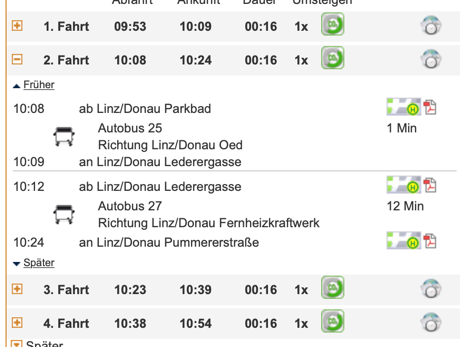 Abfahrt Ankunft Dauer Umsteigen
1. Fahrt 09:53 10:09 00:16 1x
2. Fahrt 10:08 10:24 00:16 1x
Früher
10:08 ab Linz/Donau Parkbad
Autobus 25 1 Min
Richtung Linz/Donau Oed
10:09 an Linz/Donau Lederergasse
10:12 ab Linz/Donau Lederergasse
Autobus 27 12 Min
Richtung Linz/Donau Fernheizkraftwerk
10:24 an Linz/Donau Pummererstraße
Später
3. Fahrt 10:23 10:39 00:16 1x
4. Fahrt 10:38 10:54 00:16 1x
Später